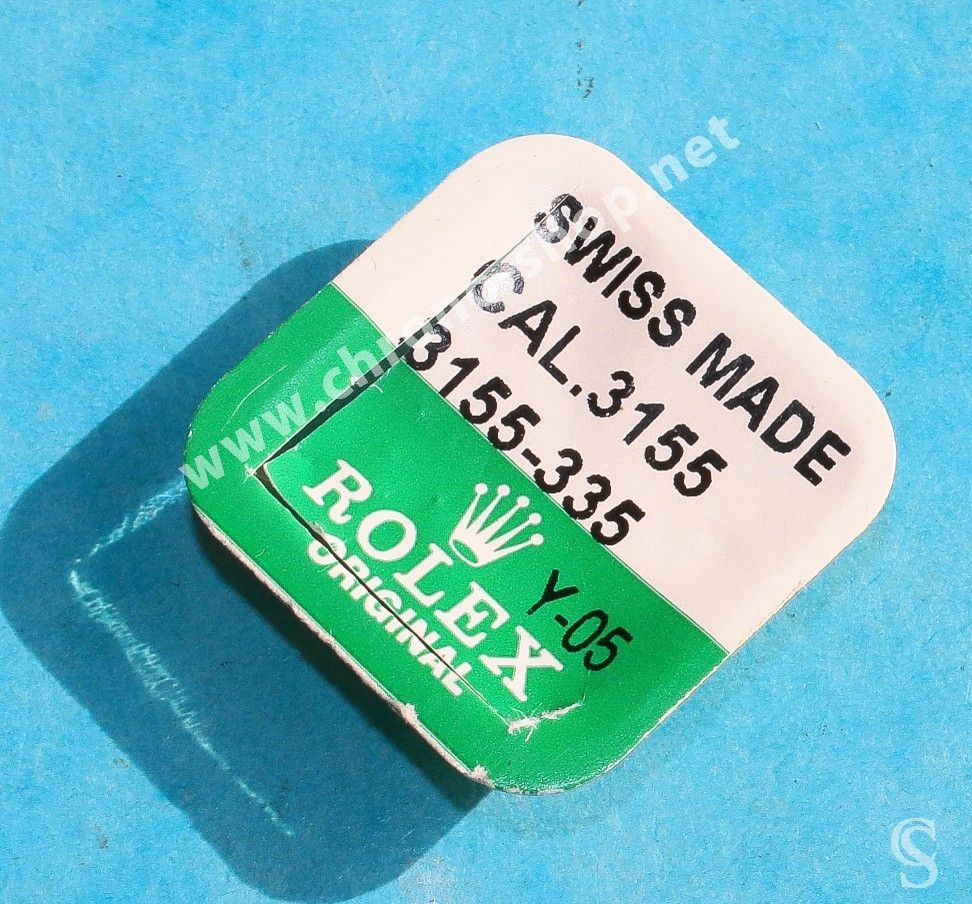 SWISS MADE
CAL.3155
3155-335
Y-05
ROLEX
ORIGINAL
www.chronoshop.net